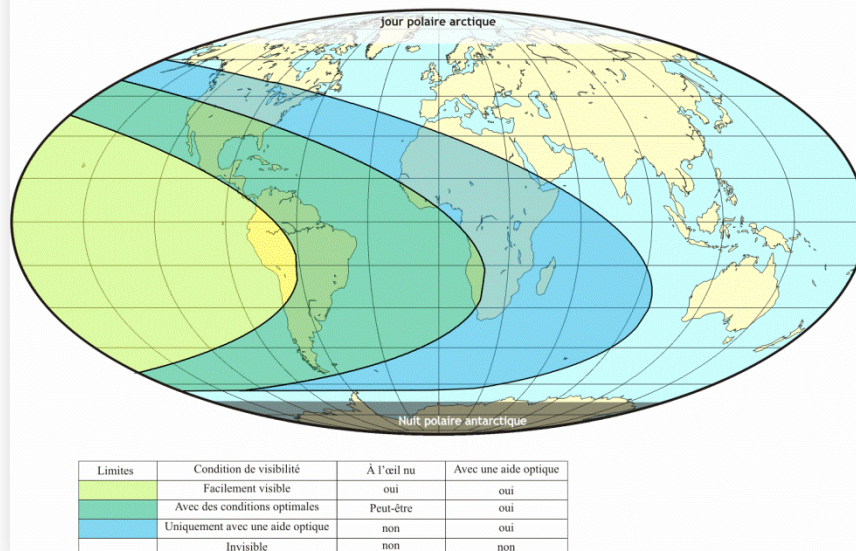 jour polaire arctique
Nuit polaire antarctique
Limites Condition de visibilité À l’œil nu Avec une aide optique
Facilement visible oui oui
Avec des conditions optimales Peut-être oui
Uniquement avec une aide optique non oui
Invisible non non